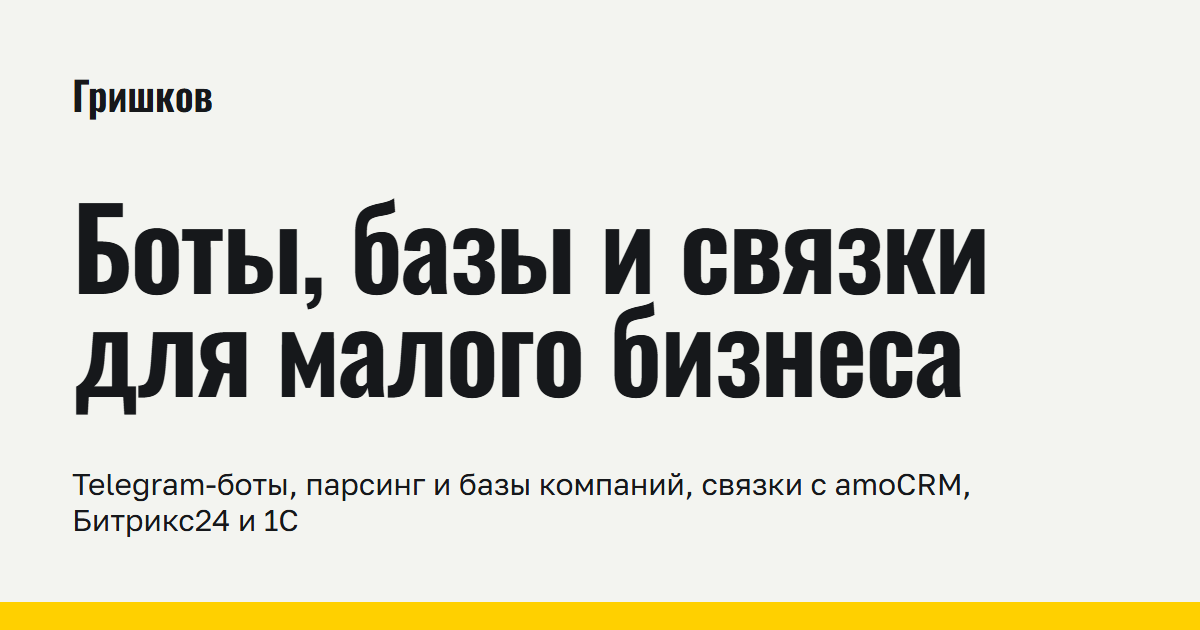 Гришков
Боты, базы и связки
для малого бизнеса
Telegram-боты, парсинг и базы компаний, связки с amoCRM,
Битрикс24 и 1С